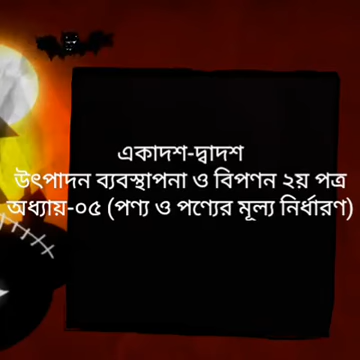 একাদশ-দ্বাদশ
উৎপাদন ব্যবস্থাপনা ও বিপণন ২য় পত্র
অধ্যায়-০৫ (পণ্য ও পণ্যের মূল্য নির্ধারণ)